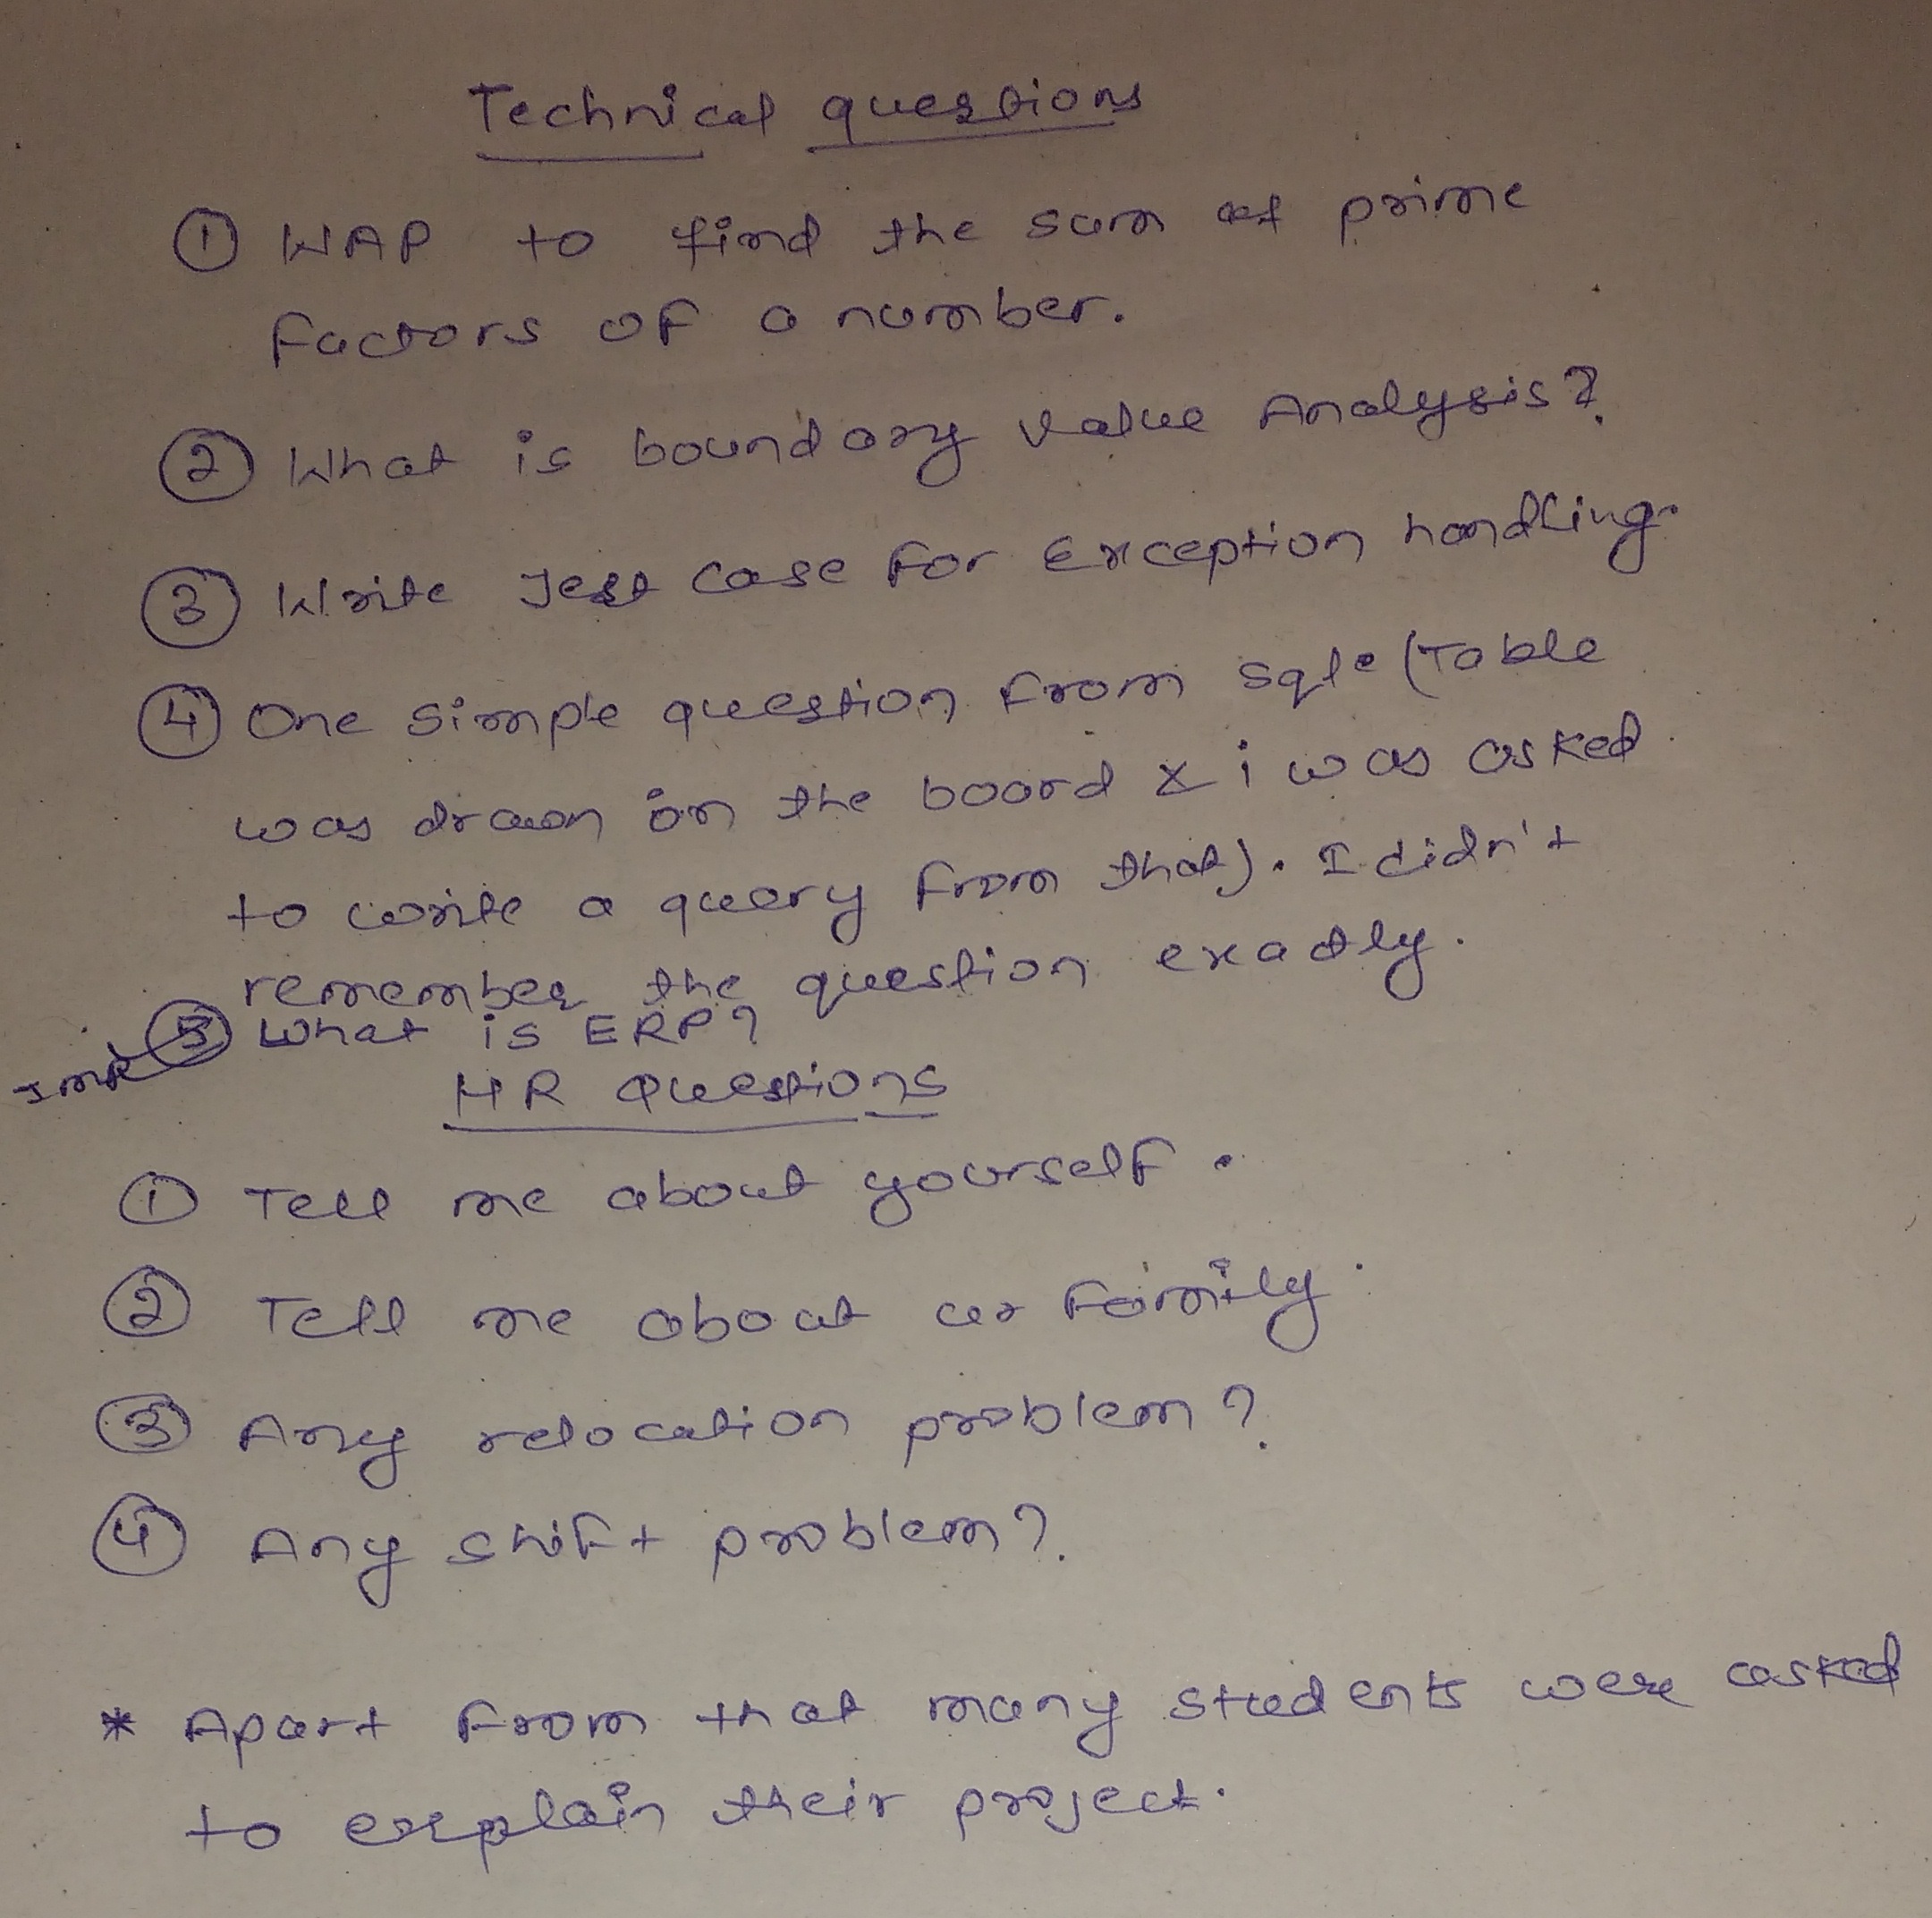 Technical questions
① WAP to find the sum of prime
factors of a number.
② What is boundary value Analysis?
③ Write Test case for Exception handling.
④ One simple question from sql. (Table
was drawn on the board & i was asked
to write a query from that). I didn't
remember the question exactly.
Imp ⑤ What is ERP?
HR Questions
① Tell me about yourself.
② Tell me about ur family.
③ Any relocation problem?
④ Any shift problem?
* Apart from that many students were asked
to explain their project.